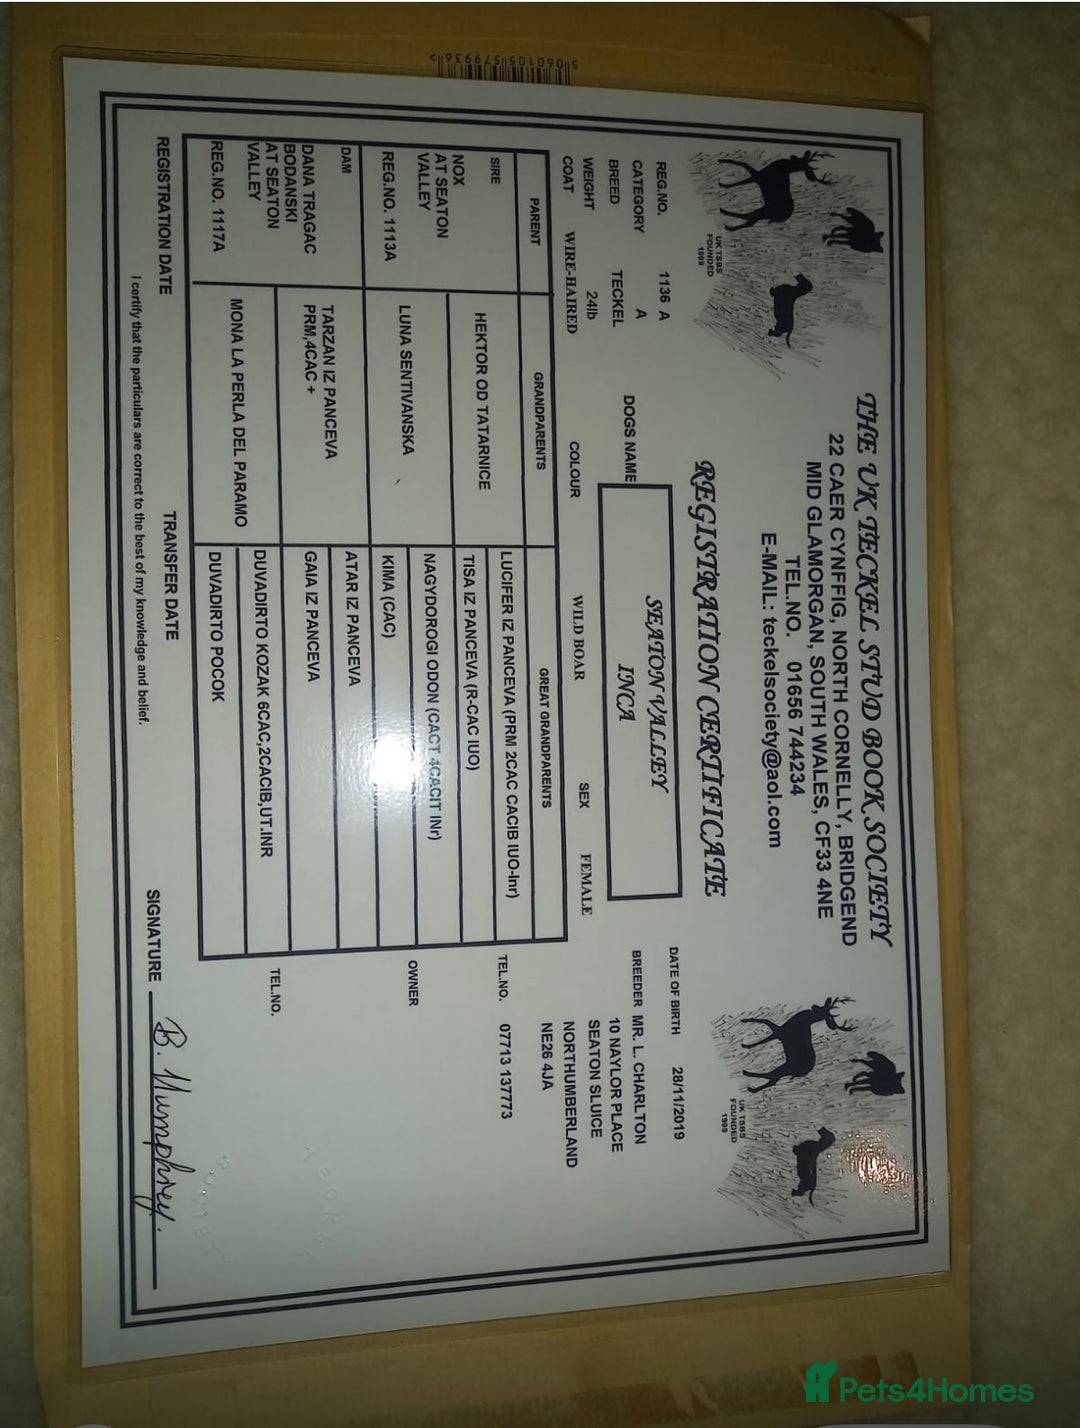 THE UK TECKEL STUD BOOK SOCIETY
22 CAER CYNFFIG, NORTH CORNELLY, BRIDGEND
MID GLAMORGAN, SOUTH WALES, CF33 4NE
TEL.NO. 01656 744234
E-MAIL: teckelsociety@aol.com
UK TSBS
FOUNDED
1999
UK TSBS
FOUNDED
1999
REGISTRATION CERTIFICATE
REG.NO. 1136 A
CATEGORY A
BREED TECKEL
WEIGHT 24lb
COAT WIRE-HAIRED
DOGS NAME
SEATON VALLEY
INCA
COLOUR WILD BOAR
SEX FEMALE
DATE OF BIRTH 28/11/2019
BREEDER MR. L. CHARLTON
10 NAYLOR PLACE
SEATON SLUICE
NORTHUMBERLAND
NE26 4JA
TEL.NO. 07713 137773
OWNER
TEL.NO.
PARENT
GRANDPARENTS
GREAT GRANDPARENTS
SIRE
NOX
AT SEATON
VALLEY
REG.NO. 1113A
HEKTOR OD TATARNICE
LUCIFER IZ PANCEVA (PRM 2CAC CACIB IUO-Inr)
TISA IZ PANCEVA (R-CAC IUO)
LUNA SENTIVANSKA
NAGYDOROGI ODON (CACT 4CACIT INr)
KIMA (CAC)
DAM
DANA TRAGAC
BODANSKI
AT SEATON
VALLEY
REG.NO. 1117A
TARZAN IZ PANCEVA
PRM,4CAC +
ATAR IZ PANCEVA
GAIA IZ PANCEVA
MONA LA PERLA DEL PARAMO
DUVADIRTO KOZAK 6CAC,2CACIB,UT.INR
DUVADIRTO POCOK
REGISTRATION DATE
TRANSFER DATE
SIGNATURE B. Humphrey.
I certify that the particulars are correct to the best of my knowledge and belief.
5060105579936
Pets4Homes